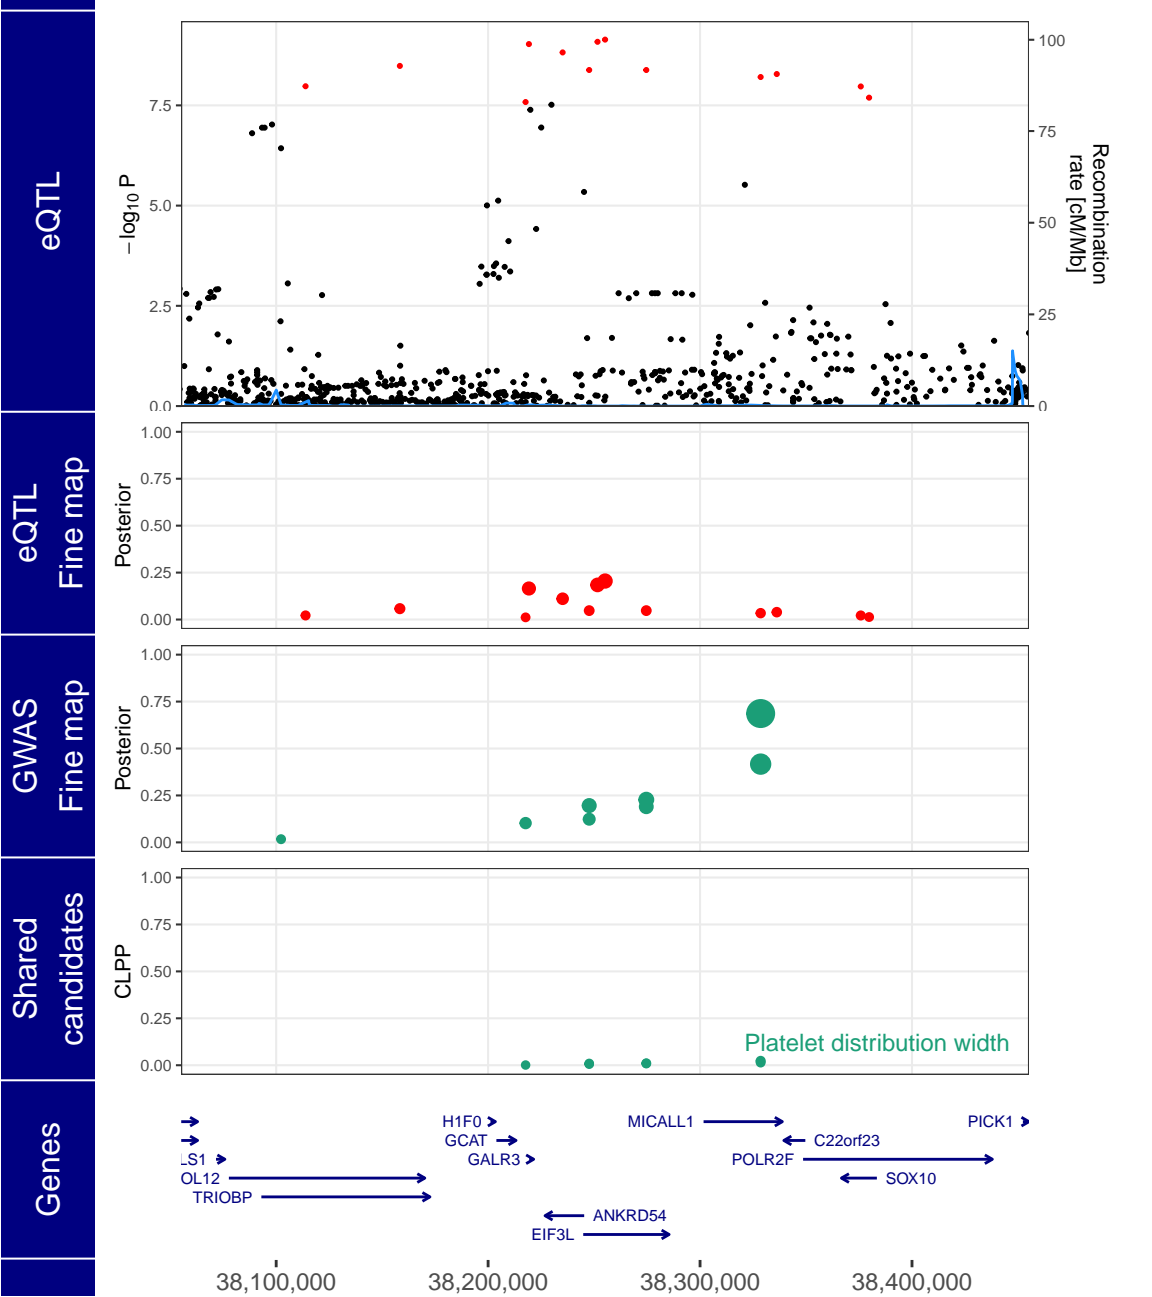 eQTL
−log10 P
7.5
5.0
2.5
0.0
100
75
50
25
0
Recombination
rate [cM/Mb]
eQTL
Fine map
Posterior
1.00
0.75
0.50
0.25
0.00
GWAS
Fine map
Posterior
1.00
0.75
0.50
0.25
0.00
Shared
candidates
CLPP
1.00
0.75
0.50
0.25
0.00
Platelet distribution width
Genes
H1F0
MICALL1
PICK1
GCAT
C22orf23
LS1
GALR3
POLR2F
OL12
SOX10
TRIOBP
ANKRD54
EIF3L
38,100,000
38,200,000
38,300,000
38,400,000